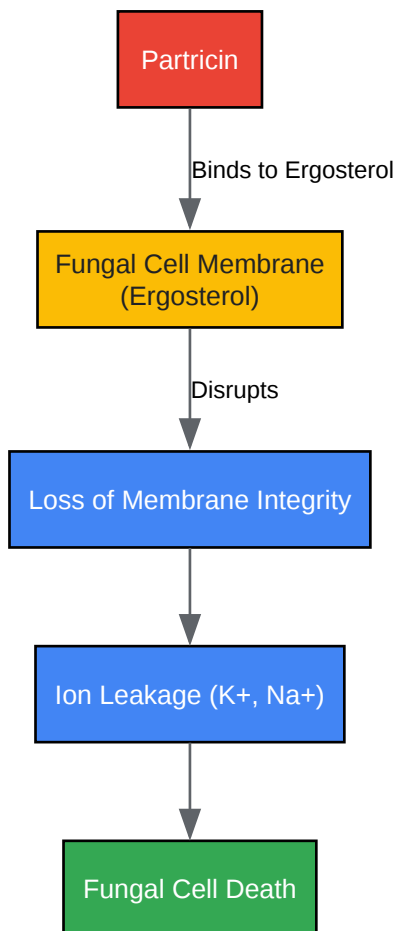 Partricin
Binds to Ergosterol
Fungal Cell Membrane
(Ergosterol)
Disrupts
Loss of Membrane Integrity
Ion Leakage (K+, Na+)
Fungal Cell Death